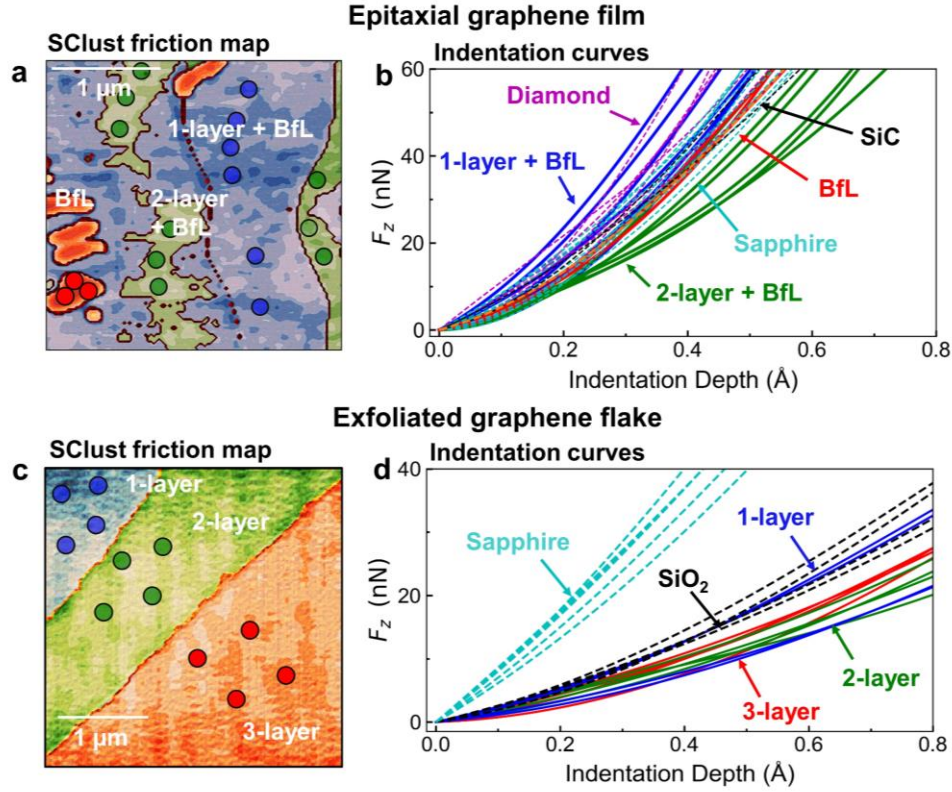 Epitaxial graphene film
SClust friction map
Indentation curves
a
1 μm
1-layer + BfL
BfL
2-layer
+ BfL
b
60
40
20
0
F_z (nN)
Diamond
1-layer + BfL
SiC
BfL
Sapphire
2-layer + BfL
0.0 0.2 0.4 0.6 0.8
Indentation Depth (Å)
Exfoliated graphene flake
SClust friction map
Indentation curves
c
1-layer
2-layer
1 μm
3-layer
d
40
20
0
F_z (nN)
Sapphire
1-layer
SiO₂
2-layer
3-layer
0.0 0.2 0.4 0.6 0.8
Indentation Depth (Å)